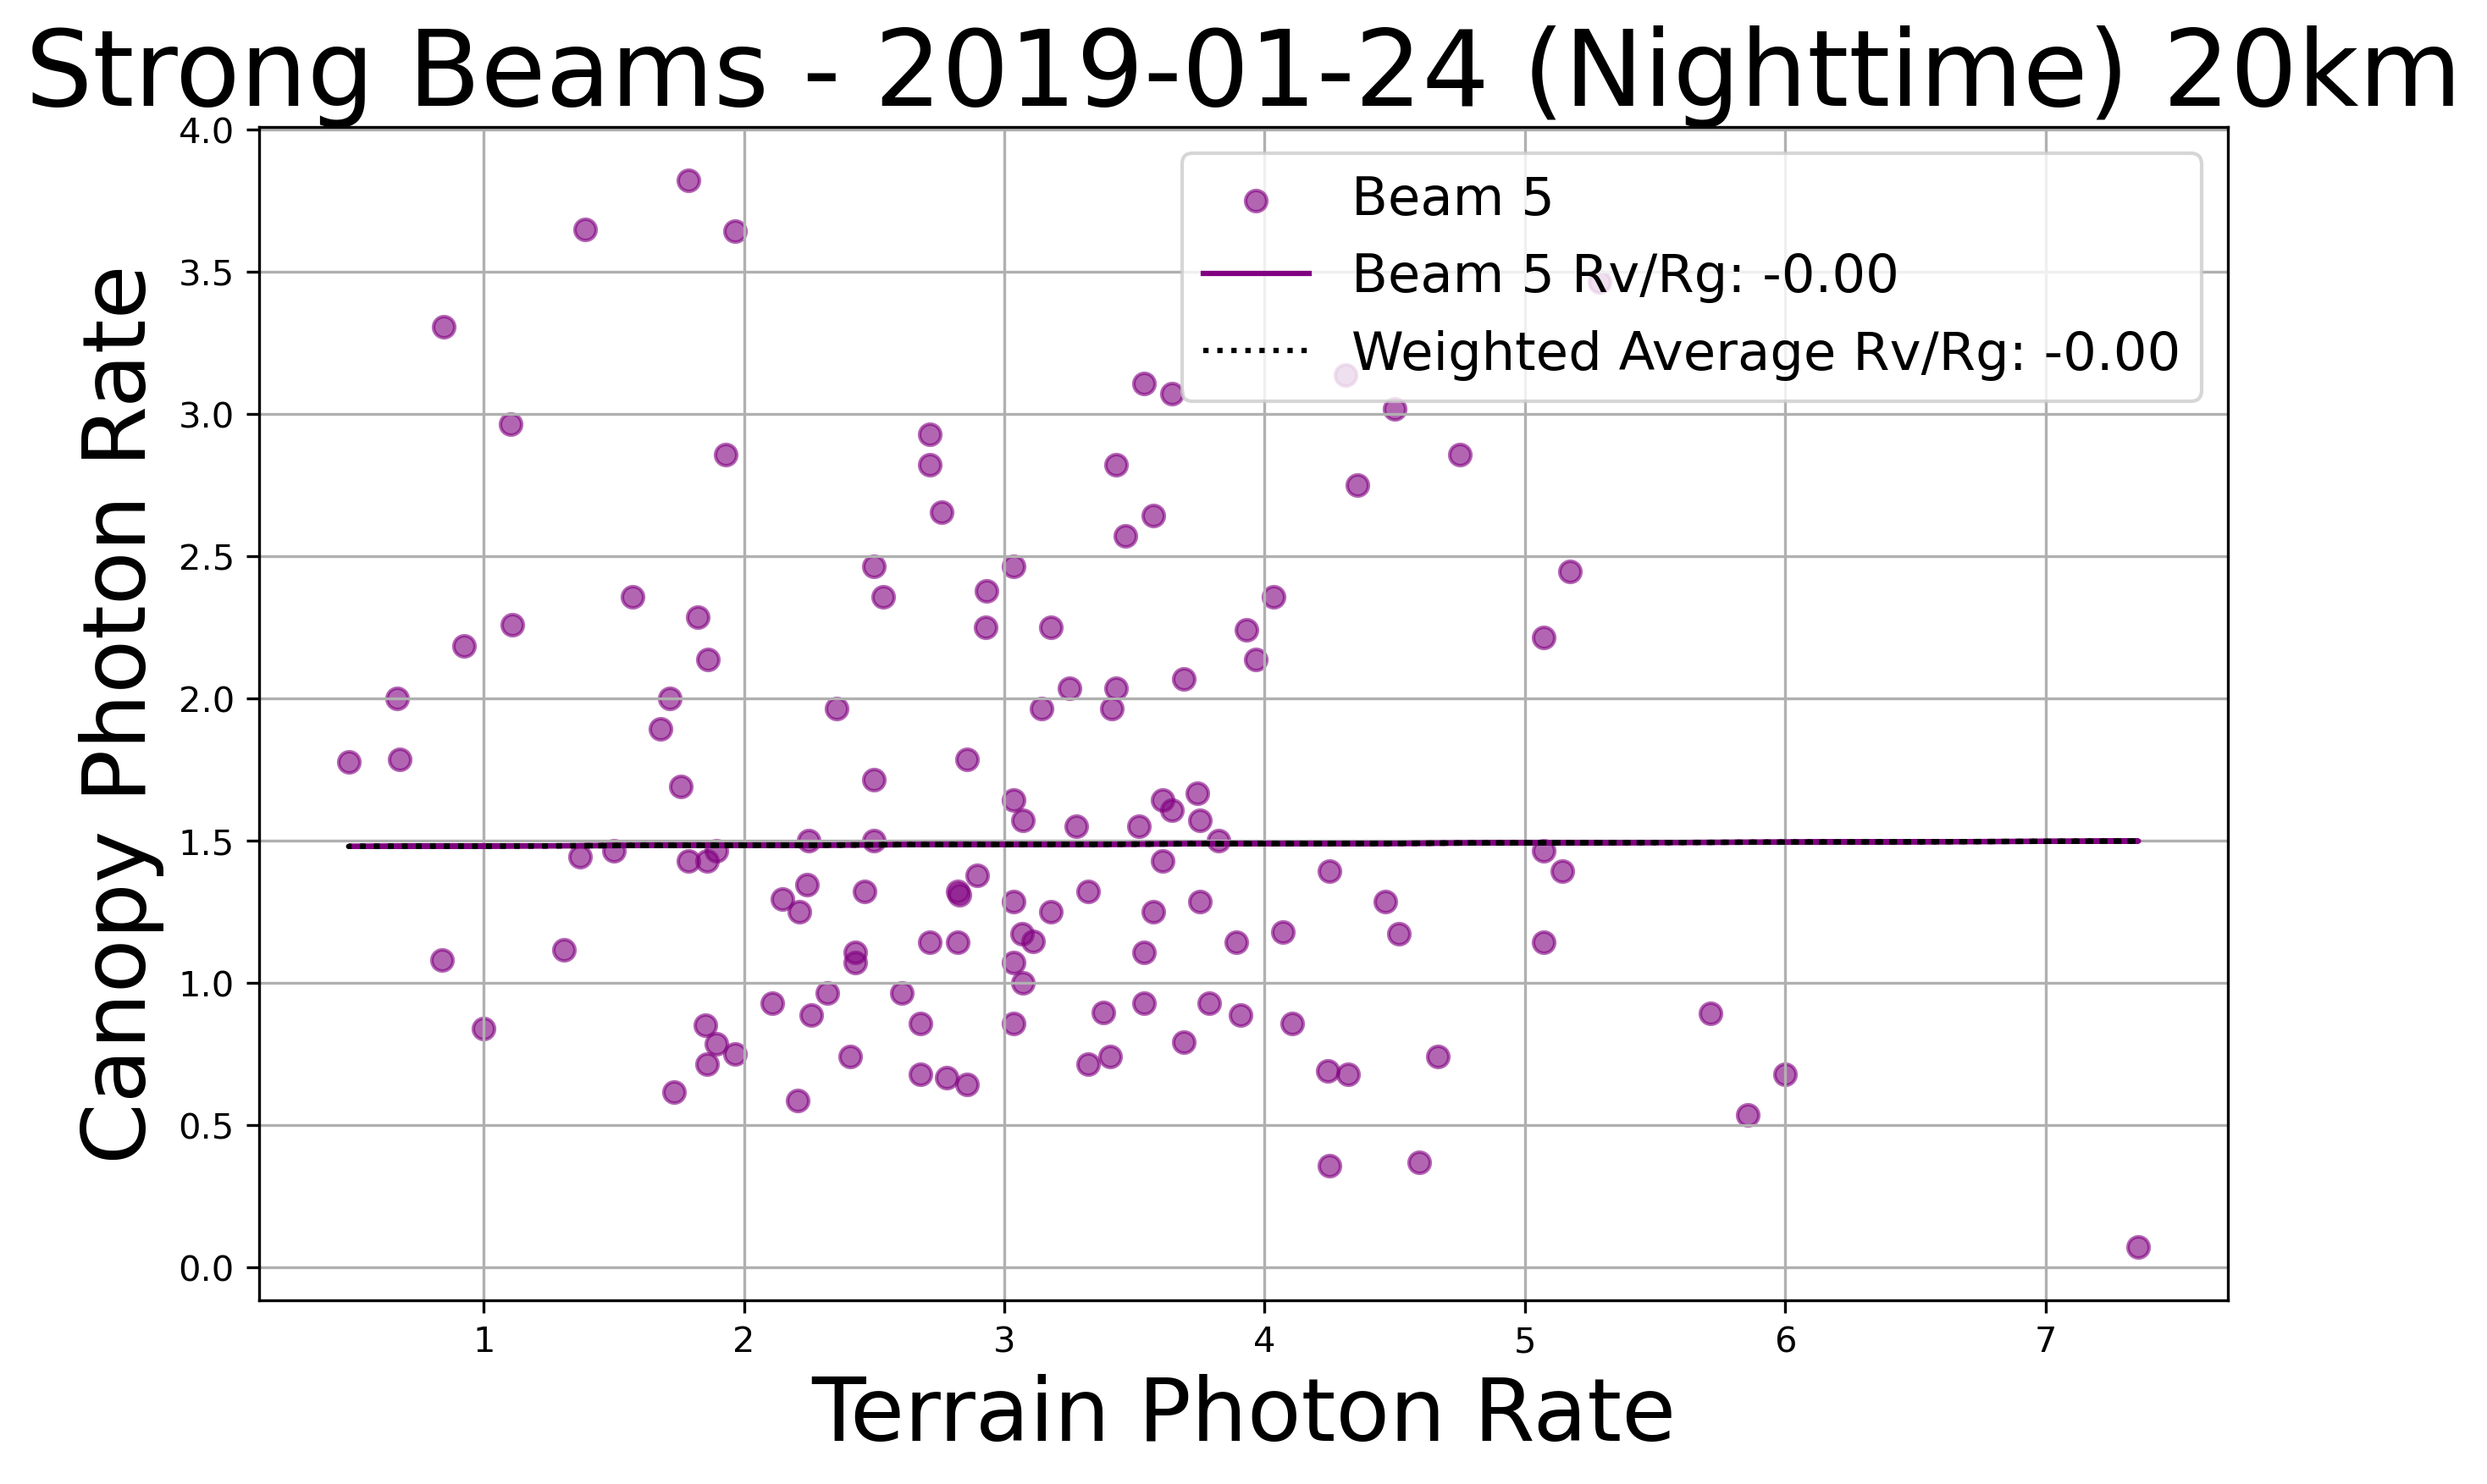 Strong Beams - 2019-01-24 (Nighttime) 20km
Beam 5
Beam 5 Rv/Rg: -0.00
Weighted Average Rv/Rg: -0.00
Canopy Photon Rate
4.0
3.5
3.0
2.5
2.0
1.5
1.0
0.5
0.0
1 2 3 4 5 6 7
Terrain Photon Rate